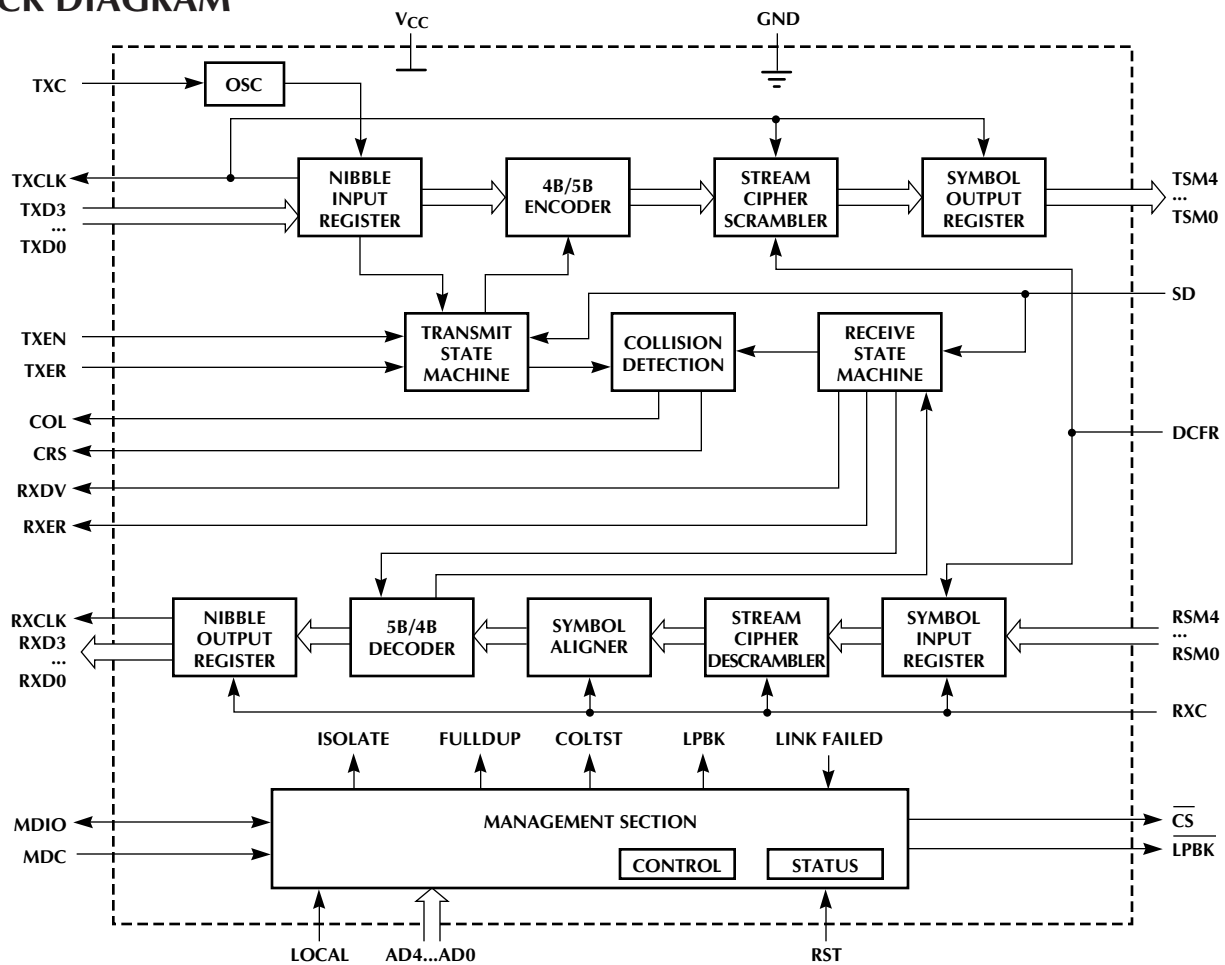 CK DIAGRAM
VCC
GND
TXC
OSC
TXCLK
TXD3
...
TXD0
NIBBLE
INPUT
REGISTER
4B/5B
ENCODER
STREAM
CIPHER
SCRAMBLER
SYMBOL
OUTPUT
REGISTER
TSM4
...
TSM0
SD
TXEN
TXER
TRANSMIT
STATE
MACHINE
COLLISION
DETECTION
RECEIVE
STATE
MACHINE
COL
CRS
DCFR
RXDV
RXER
RXCLK
RXD3
...
RXD0
NIBBLE
OUTPUT
REGISTER
5B/4B
DECODER
SYMBOL
ALIGNER
STREAM
CIPHER
DESCRAMBLER
SYMBOL
INPUT
REGISTER
RSM4
...
RSM0
RXC
ISOLATE
FULLDUP
COLTST
LPBK
LINK FAILED
MDIO
MDC
MANAGEMENT SECTION
CONTROL
STATUS
CS
LPBK
LOCAL
AD4...AD0
RST